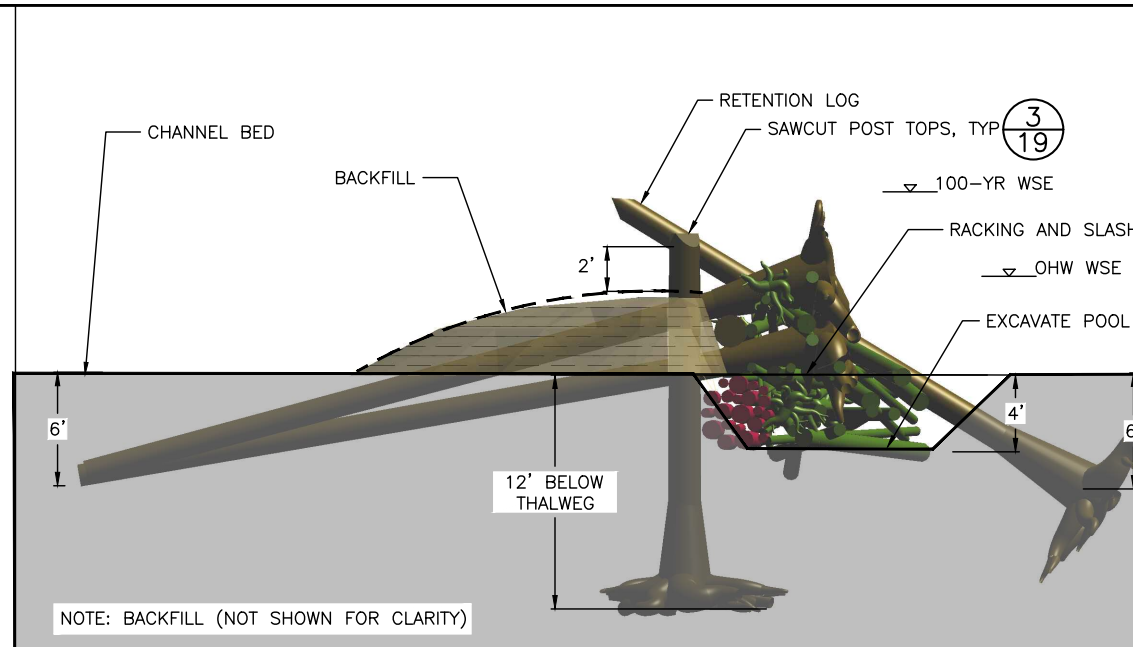 RETENTION LOG
CHANNEL BED
SAWCUT POST TOPS, TYP
3
19
BACKFILL
100-YR WSE
RACKING AND SLASH
2'
OHW WSE
EXCAVATE POOL
6'
4'
6
12' BELOW
THALWEG
NOTE: BACKFILL (NOT SHOWN FOR CLARITY)